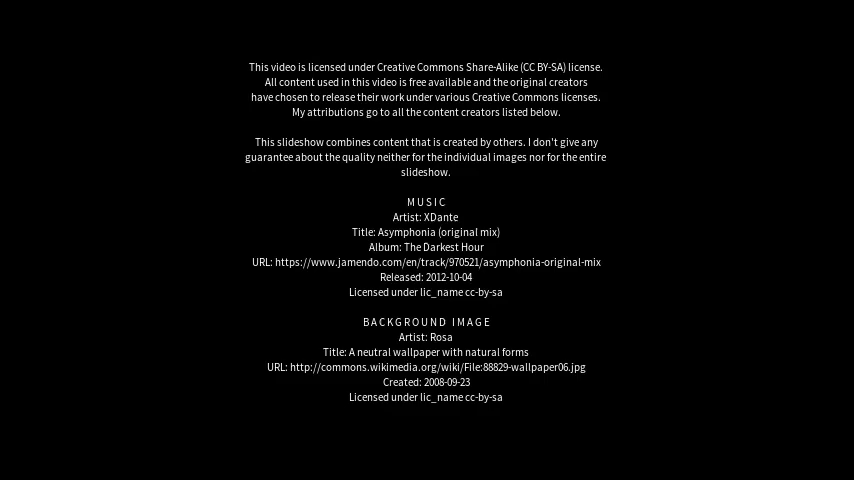 This video is licensed under Creative Commons Share-Alike (CC BY-SA) license.
All content used in this video is free available and the original creators
have chosen to release their work under various Creative Commons licenses.
My attributions go to all the content creators listed below.
This slideshow combines content that is created by others. I don't give any
guarantee about the quality neither for the individual images nor for the entire
slideshow.
MUSIC
Artist: XDante
Title: Asymphonia (original mix)
Album: The Darkest Hour
URL: https://www.jamendo.com/en/track/970521/asymphonia-original-mix
Released: 2012-10-04
Licensed under lic_name cc-by-sa
BACKGROUND IMAGE
Artist: Rosa
Title: A neutral wallpaper with natural forms
URL: http://commons.wikimedia.org/wiki/File:88829-wallpaper06.jpg
Created: 2008-09-23
Licensed under lic_name cc-by-sa